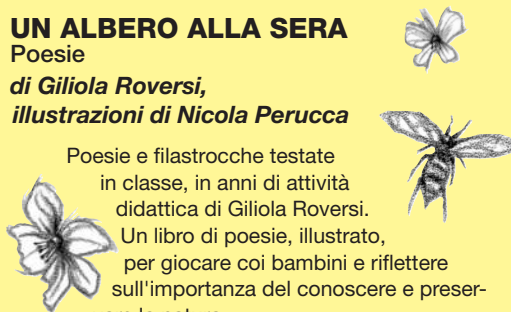 UN ALBERO ALLA SERA
Poesie
di Giliola Roversi,
illustrazioni di Nicola Perucca
Poesie e filastrocche testate
in classe, in anni di attività
didattica di Giliola Roversi.
Un libro di poesie, illustrato,
per giocare coi bambini e riflettere
sull'importanza del conoscere e preser-